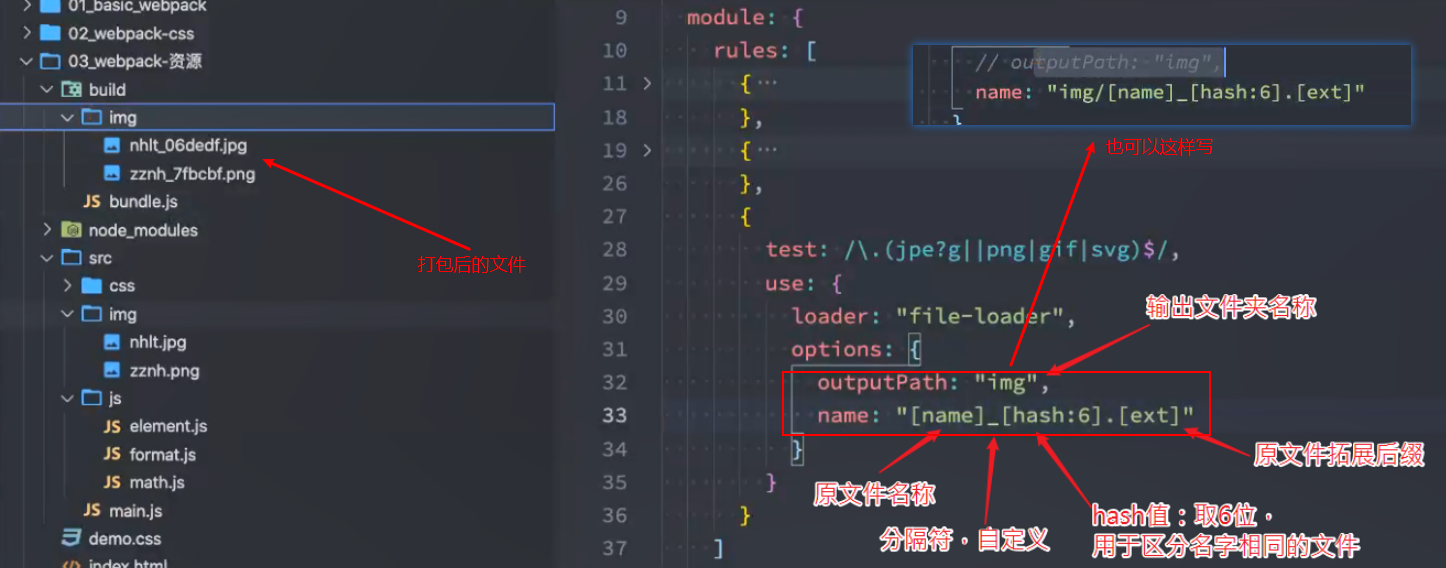 01_basic_webpack
02_webpack-css
03_webpack-资源
build
img
nhlt_06dedf.jpg
zznh_7fbcbf.png
JS bundle.js
node_modules
src
css
img
nhlt.jpg
zznh.png
js
JS element.js
JS format.js
JS math.js
JS main.js
demo.css
index.html
打包后的文件
9 module: {
10 rules: [
11 { ...
18 },
19 { ...
26 },
27 {
28 test: /\.(jpe?g||png|gif|svg)$/,
29 use: {
30 loader: "file-loader",
31 options: {
32 outputPath: "img",
33 name: "[name]_[hash:6].[ext]"
34 }
35 }
36 }
37 ]
// outputPath: "img",
name: "img/[name]_[hash:6].[ext]"
}
也可以这样写
输出文件夹名称
原文件拓展后缀
原文件名称
分隔符，自定义
hash值：取6位，
用于区分名字相同的文件